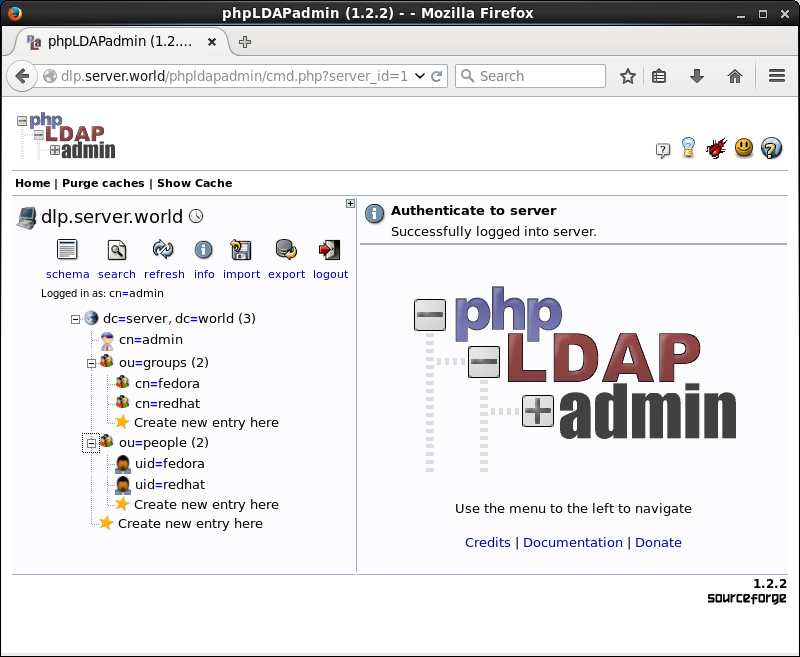 phpLDAPadmin (1.2.2) - - Mozilla Firefox
phpLDAPadmin (1.2....
dlp.server.world/phpldapadmin/cmd.php?server_id=1
Search
php
LDAP
admin
Home | Purge caches | Show Cache
dlp.server.world
schema search refresh info import export logout
Logged in as: cn=admin
dc=server, dc=world (3)
cn=admin
ou=groups (2)
cn=fedora
cn=redhat
Create new entry here
ou=people (2)
uid=fedora
uid=redhat
Create new entry here
Create new entry here
Authenticate to server
Successfully logged into server.
php
LDAP
admin
Use the menu to the left to navigate
Credits | Documentation | Donate
1.2.2
sourceforge